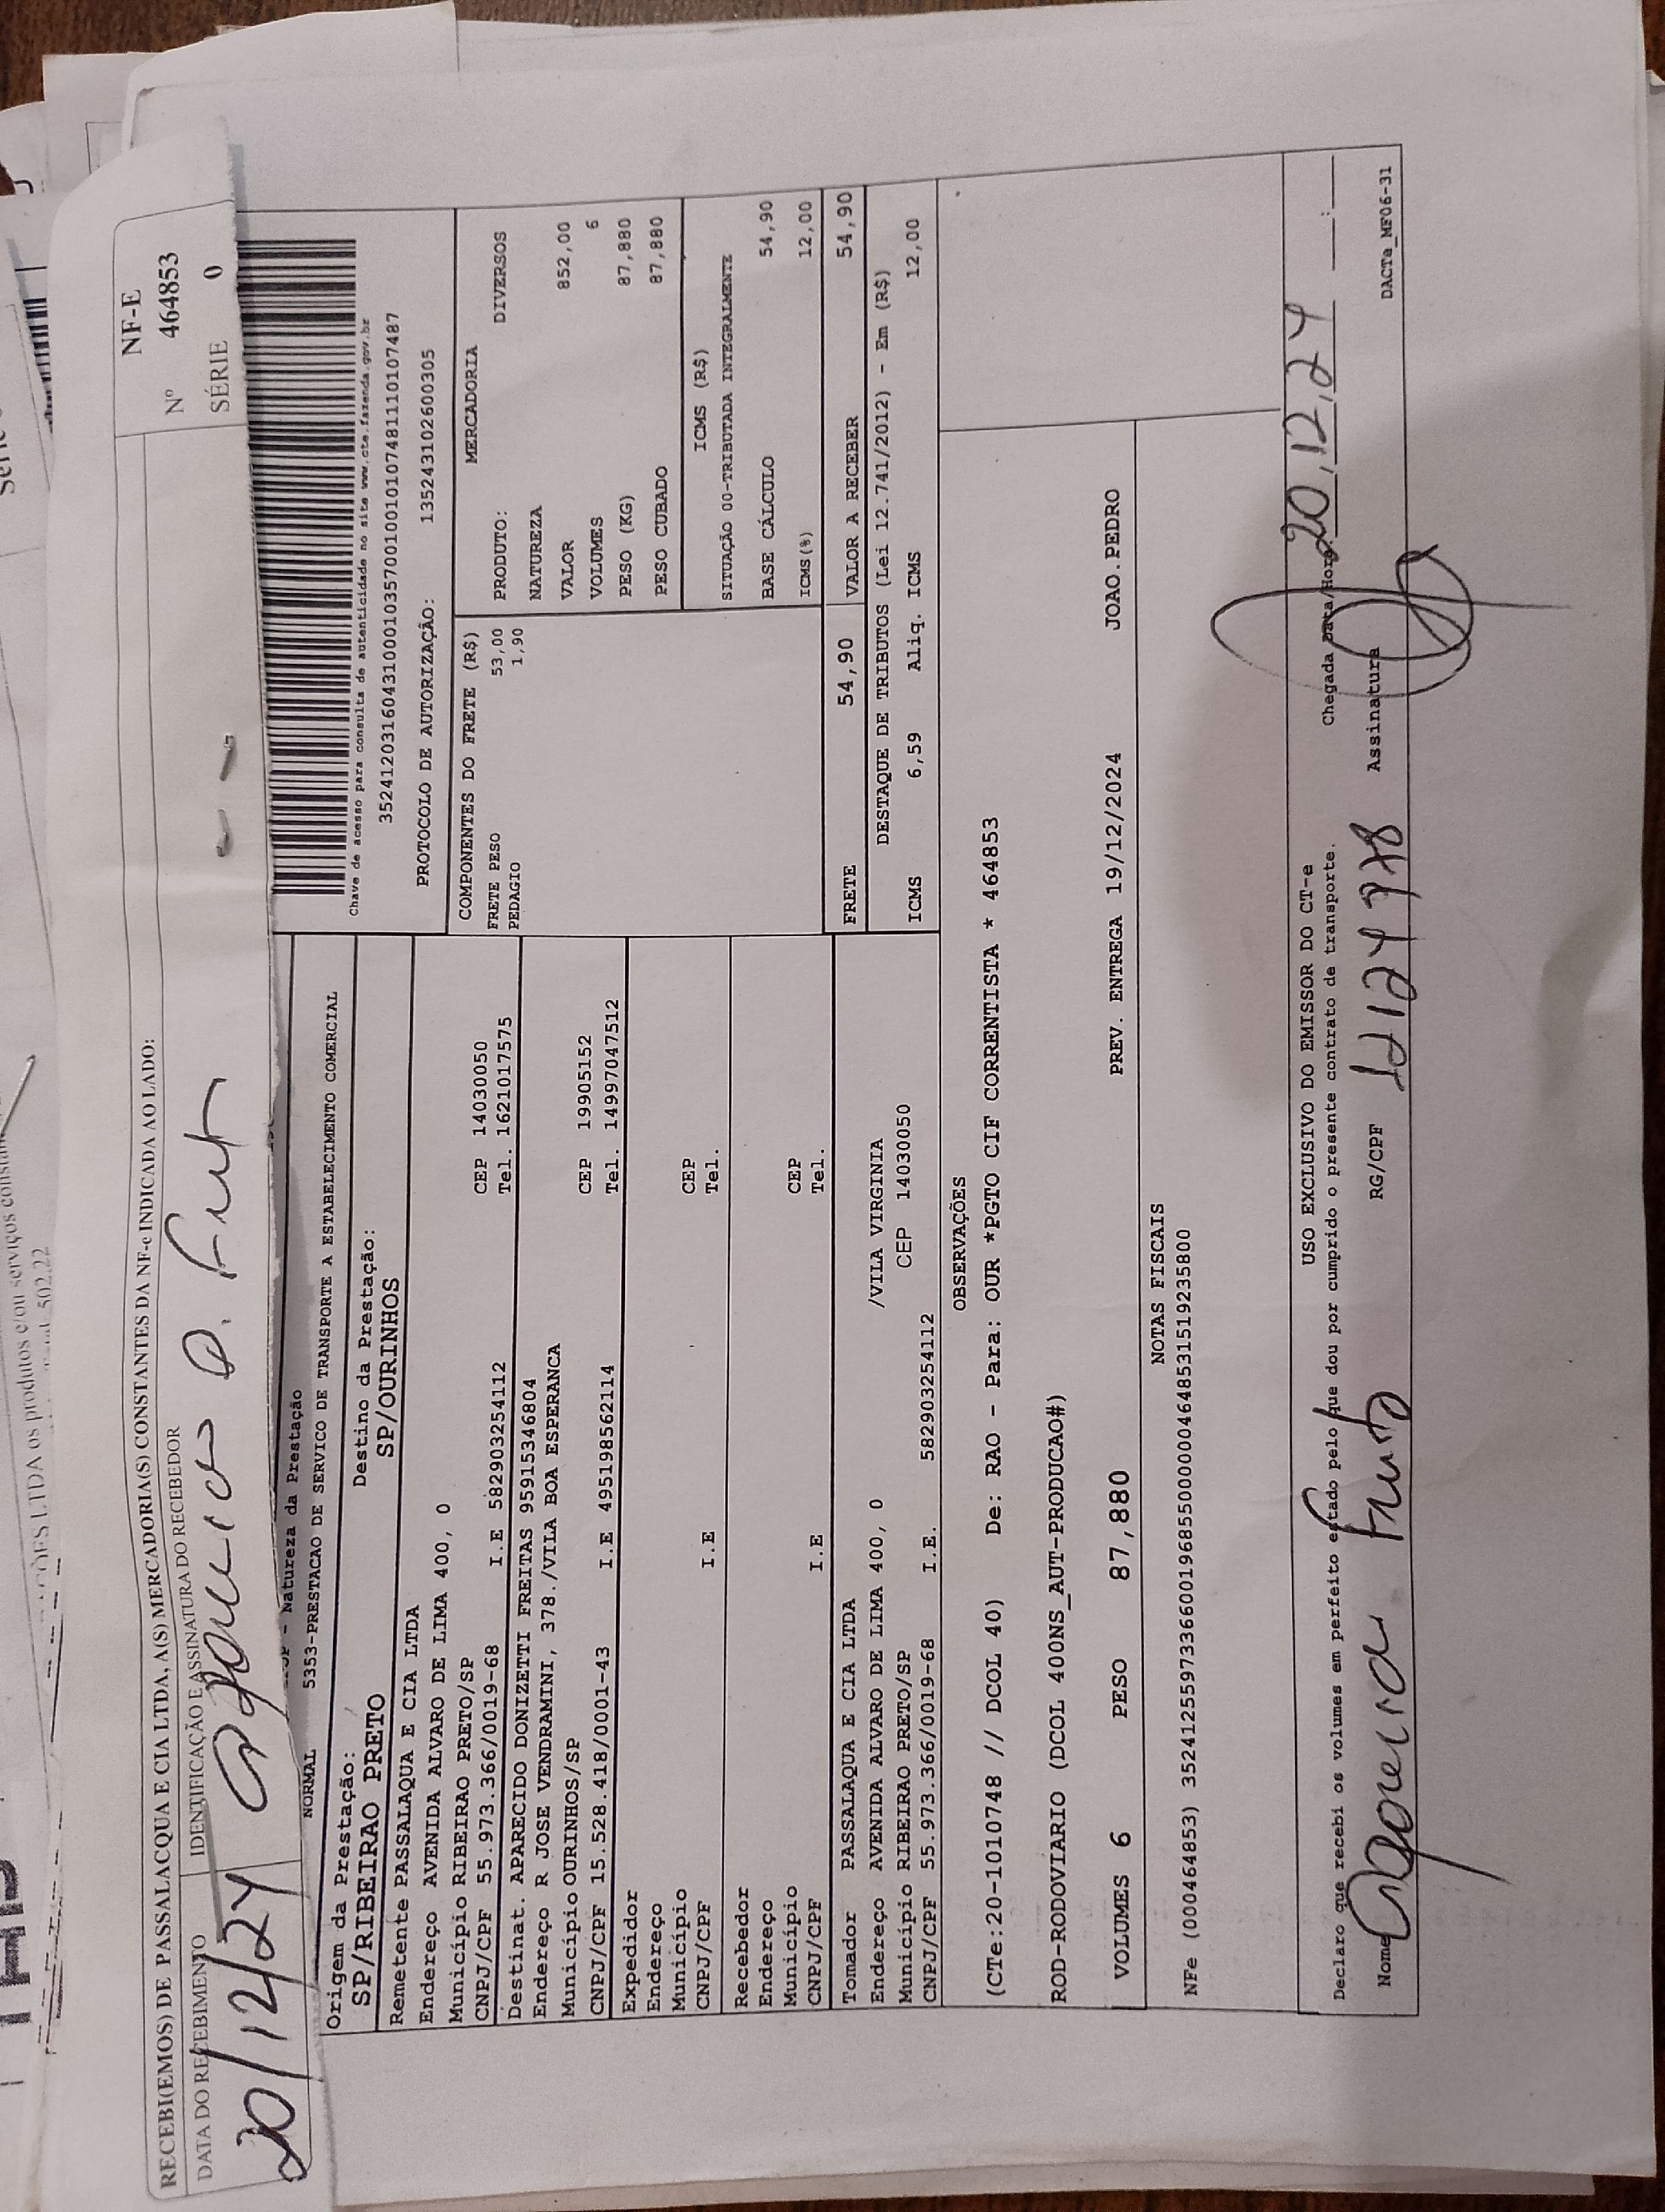 RECEBI(EMOS) DE PASSALACQUA E CIA LTDA, A(S) MERCADORIA(S) CONSTANTES DA NF-e INDICADA AO LADO:
DATA DO RECEBIMENTO
IDENTIFICAÇÃO E ASSINATURA DO RECEBEDOR
20/12/24
NF-E
Nº 464853
SÉRIE 0
- Natureza da Prestação
NORMAL 5353-PRESTACAO DE SERVICO DE TRANSPORTE A ESTABELECIMENTO COMERCIAL
Origem da Prestação: Destino da Prestação:
SP/RIBEIRAO PRETO SP/OURINHOS
Chave de acesso para consulta de autenticidade no site www.cte.fazenda.gov.br
PROTOCOLO DE AUTORIZAÇÃO: 135243102600305
Remetente PASSALAQUA E CIA LTDA
Endereço AVENIDA ALVARO DE LIMA 400, 0
Município RIBEIRAO PRETO/SP CEP 14030050
CNPJ/CPF 55.973.366/0019-68 I.E 582903254112 Tel. 1621017575
Destinat. APARECIDO DONIZETTI FREITAS 95915346804
Endereço R JOSE VENDRAMINI, 378./VILA BOA ESPERANCA
Município OURINHOS/SP CEP 19905152
CNPJ/CPF 15.528.418/0001-43 I.E 495198562114 Tel. 14997047512
Expedidor
Endereço
Município CEP
CNPJ/CPF I.E Tel.
Recebedor
Endereço
Município CEP
CNPJ/CPF I.E Tel.
Tomador PASSALAQUA E CIA LTDA
Endereço AVENIDA ALVARO DE LIMA 400, 0 /VILA VIRGINIA
Município RIBEIRAO PRETO/SP CEP 14030050
CNPJ/CPF 55.973.366/0019-68 I.E. 582903254112
COMPONENTES DO FRETE (R$)
FRETE PESO 53,00
PEDAGIO 1,90
MERCADORIA
PRODUTO: DIVERSOS
NATUREZA
VALOR 852,00
VOLUMES 6
PESO (KG) 87,880
PESO CUBADO 87,880
ICMS (R$)
SITUAÇÃO 00-TRIBUTADA INTEGRALMENTE
BASE CÁLCULO 54,90
ICMS(%) 12,00
FRETE 54,90 VALOR A RECEBER 54,90
DESTAQUE DE TRIBUTOS (Lei 12.741/2012) - Em (R$)
ICMS 6,59 Aliq. ICMS 12,00
OBSERVAÇÕES
(CTe:20-1010748 // DCOL 40) De: RAO - Para: OUR *PGTO CIF CORRENTISTA * 464853
ROD-RODOVIARIO (DCOL 400NS_AUT-PRODUCAO#)
VOLUMES 6 PESO 87,880 PREV. ENTREGA 19/12/2024 JOAO.PEDRO
NOTAS FISCAIS
NFe (000464853) 35241255973366001968550000004648531519235800
USO EXCLUSIVO DO EMISSOR DO CT-e
Declaro que recebi os volumes em perfeito estado pelo que dou por cumprido o presente contrato de transporte. Chegada Data/Hora 20,12,24
Nome Aparecida RG/CPF Assinatura
DACTe_MF06-31